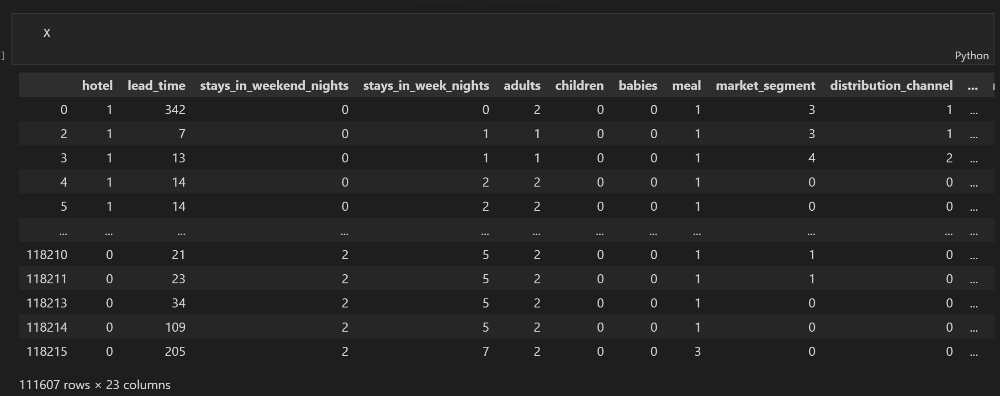 X
]
Python
hotel lead_time stays_in_weekend_nights stays_in_week_nights adults children babies meal market_segment distribution_channel ...
0 1 342 0 0 2 0 0 1 3 1 ...
2 1 7 0 1 1 0 0 1 3 1 ...
3 1 13 0 1 1 0 0 1 4 2 ...
4 1 14 0 2 2 0 0 1 0 0 ...
5 1 14 0 2 2 0 0 1 0 0 ...
... ... ... ... ... ... ... ... ... ... ... ...
118210 0 21 2 5 2 0 0 1 1 0 ...
118211 0 23 2 5 2 0 0 1 1 0 ...
118213 0 34 2 5 2 0 0 1 0 0 ...
118214 0 109 2 5 2 0 0 1 0 0 ...
118215 0 205 2 7 2 0 0 3 0 0 ...
111607 rows × 23 columns